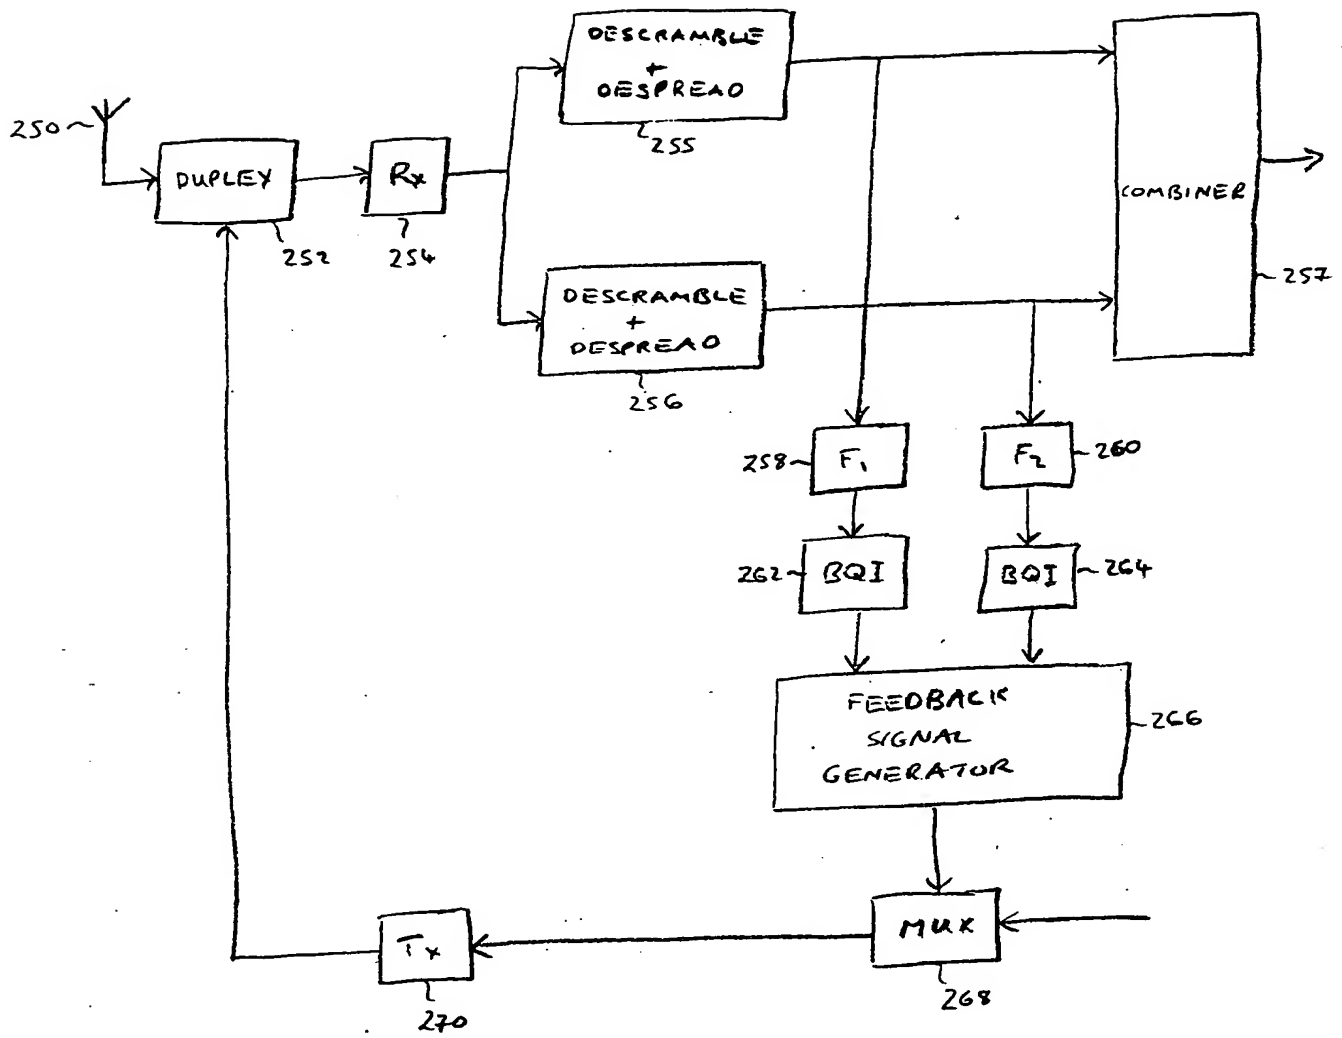 DESCRAMBLE
+
DESPREAD
255
250
DUPLEX
252
Rx
254
COMBINER
257
DESCRAMBLE
+
DESPREAD
256
258
F1
F2
260
262
BQI
BQI
264
FEEDBACK
SIGNAL
GENERATOR
266
Tx
270
MUX
268